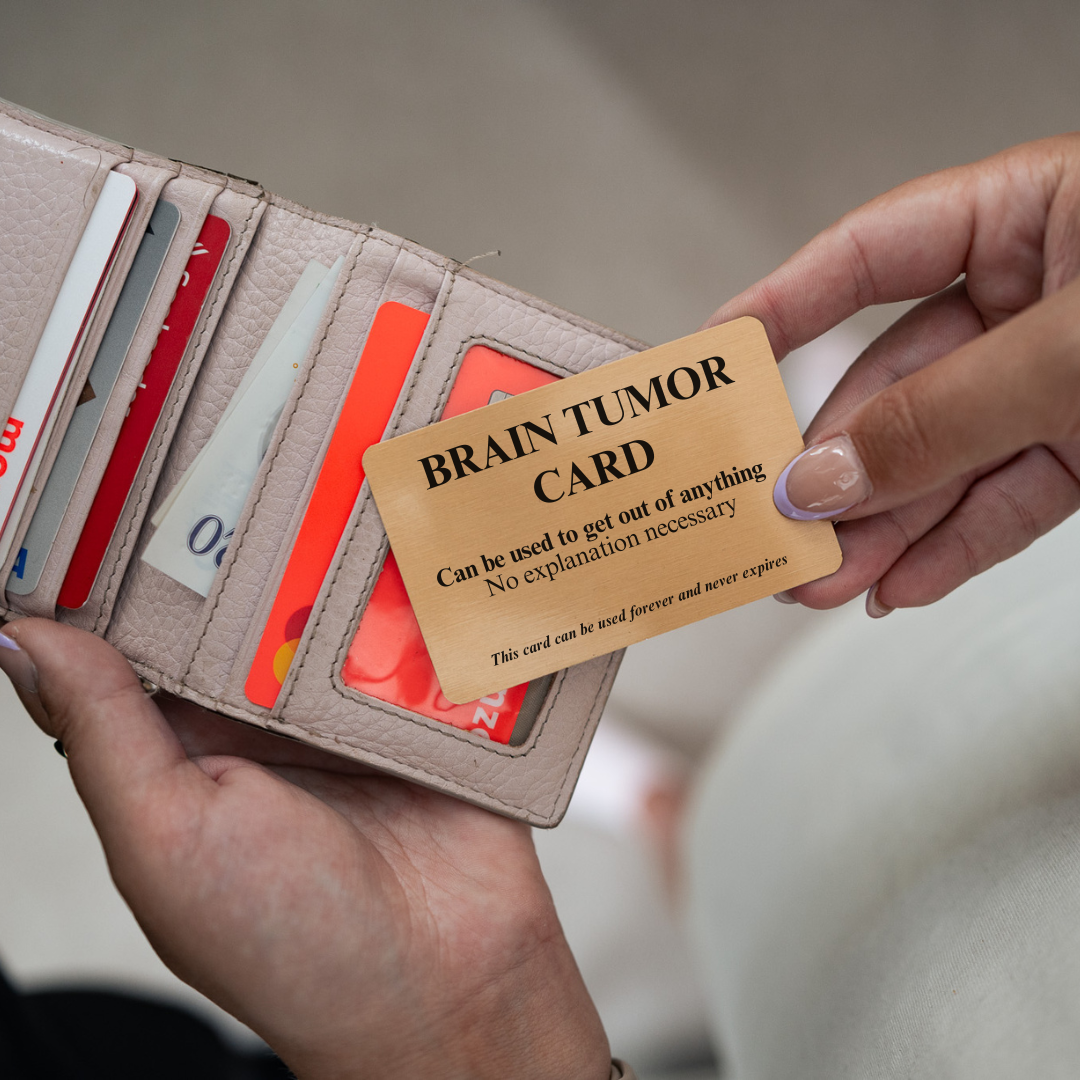 BRAIN TUMOR
CARD
Can be used to get out of anything
No explanation necessary
This card can be used forever and never expires